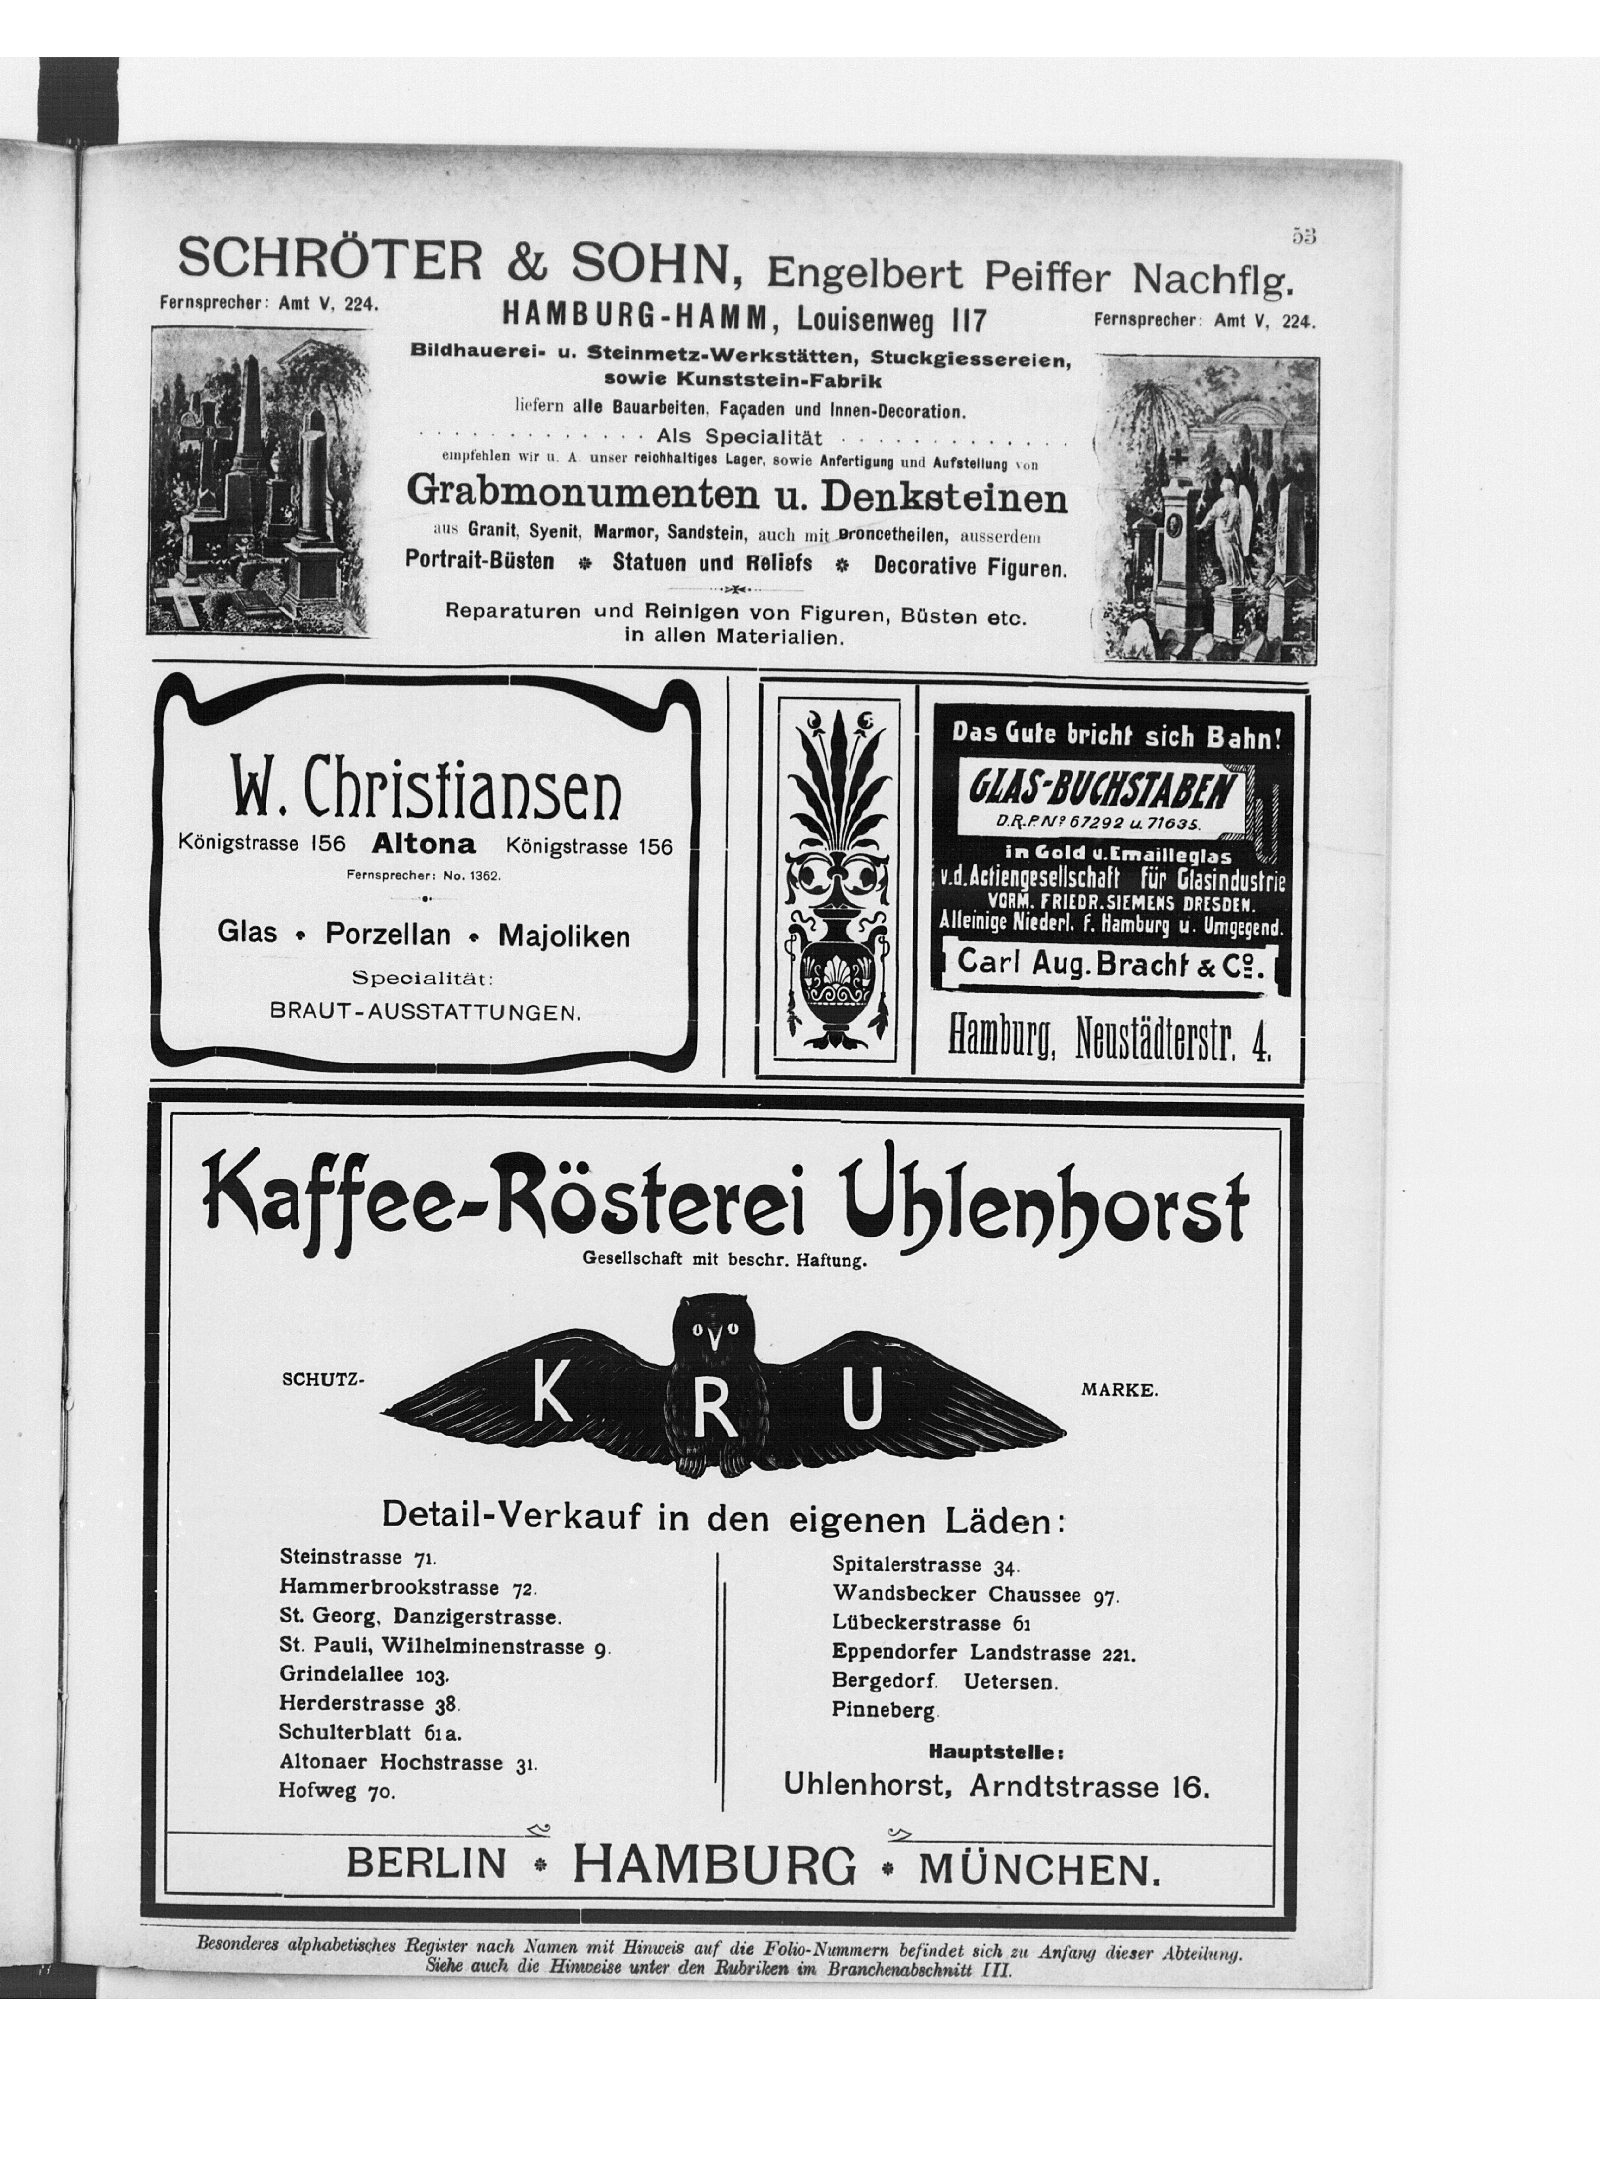 53
SCHRÖTER & SOHN, Engelbert Peiffer Nachflg.
Fernsprecher: Amt V, 224.
HAMBURG-HAMM, Louisenweg 117
Fernsprecher: Amt V, 224.
Bildhauerei- u. Steinmetz-Werkstätten, Stuckgiessereien,
sowie Kunststein-Fabrik
liefern alle Bauarbeiten, Façaden und Innen-Decoration.
Als Specialität
empfehlen wir u. A. unser reichhaltiges Lager, sowie Anfertigung und Aufstellung von
Grabmonumenten u. Denksteinen
aus Granit, Syenit, Marmor, Sandstein, auch mit Broncetheilen, ausserdem
Portrait-Büsten * Statuen und Reliefs * Decorative Figuren.
Reparaturen und Reinigen von Figuren, Büsten etc.
in allen Materialien.
W. Christiansen
Königstrasse 156 Altona Königstrasse 156
Fernsprecher: No. 1362.
Glas • Porzellan • Majoliken
Specialität:
BRAUT-AUSSTATTUNGEN.
Das Gute bricht sich Bahn!
GLAS-BUCHSTABEN
D.R.P. Nº 67292 u. 71635.
in Gold u. Emailleglas
v.d. Actiengesellschaft für Glasindustrie
VORM. FRIEDR. SIEMENS DRESDEN.
Alleinige Niederl. f. Hamburg u. Umgegend.
Carl Aug. Bracht & Cº.
Hamburg, Neustädterstr. 4.
Kaffee-Rösterei Uhlenhorst
Gesellschaft mit beschr. Haftung.
SCHUTZ- K R U MARKE.
Detail-Verkauf in den eigenen Läden:
Steinstrasse 71.
Hammerbrookstrasse 72.
St. Georg, Danzigerstrasse.
St. Pauli, Wilhelminenstrasse 9.
Grindelallee 103.
Herderstrasse 38.
Schulterblatt 61a.
Altonaer Hochstrasse 31.
Hofweg 70.
Spitalerstrasse 34.
Wandsbecker Chaussee 97.
Lübeckerstrasse 61
Eppendorfer Landstrasse 221.
Bergedorf. Uetersen.
Pinneberg.
Hauptstelle:
Uhlenhorst, Arndtstrasse 16.
BERLIN * HAMBURG * MÜNCHEN.
Besonderes alphabetisches Register nach Namen mit Hinweis auf die Folio-Nummern befindet sich zu Anfang dieser Abteilung.
Siehe auch die Hinweise unter den Rubriken im Branchenabschnitt III.